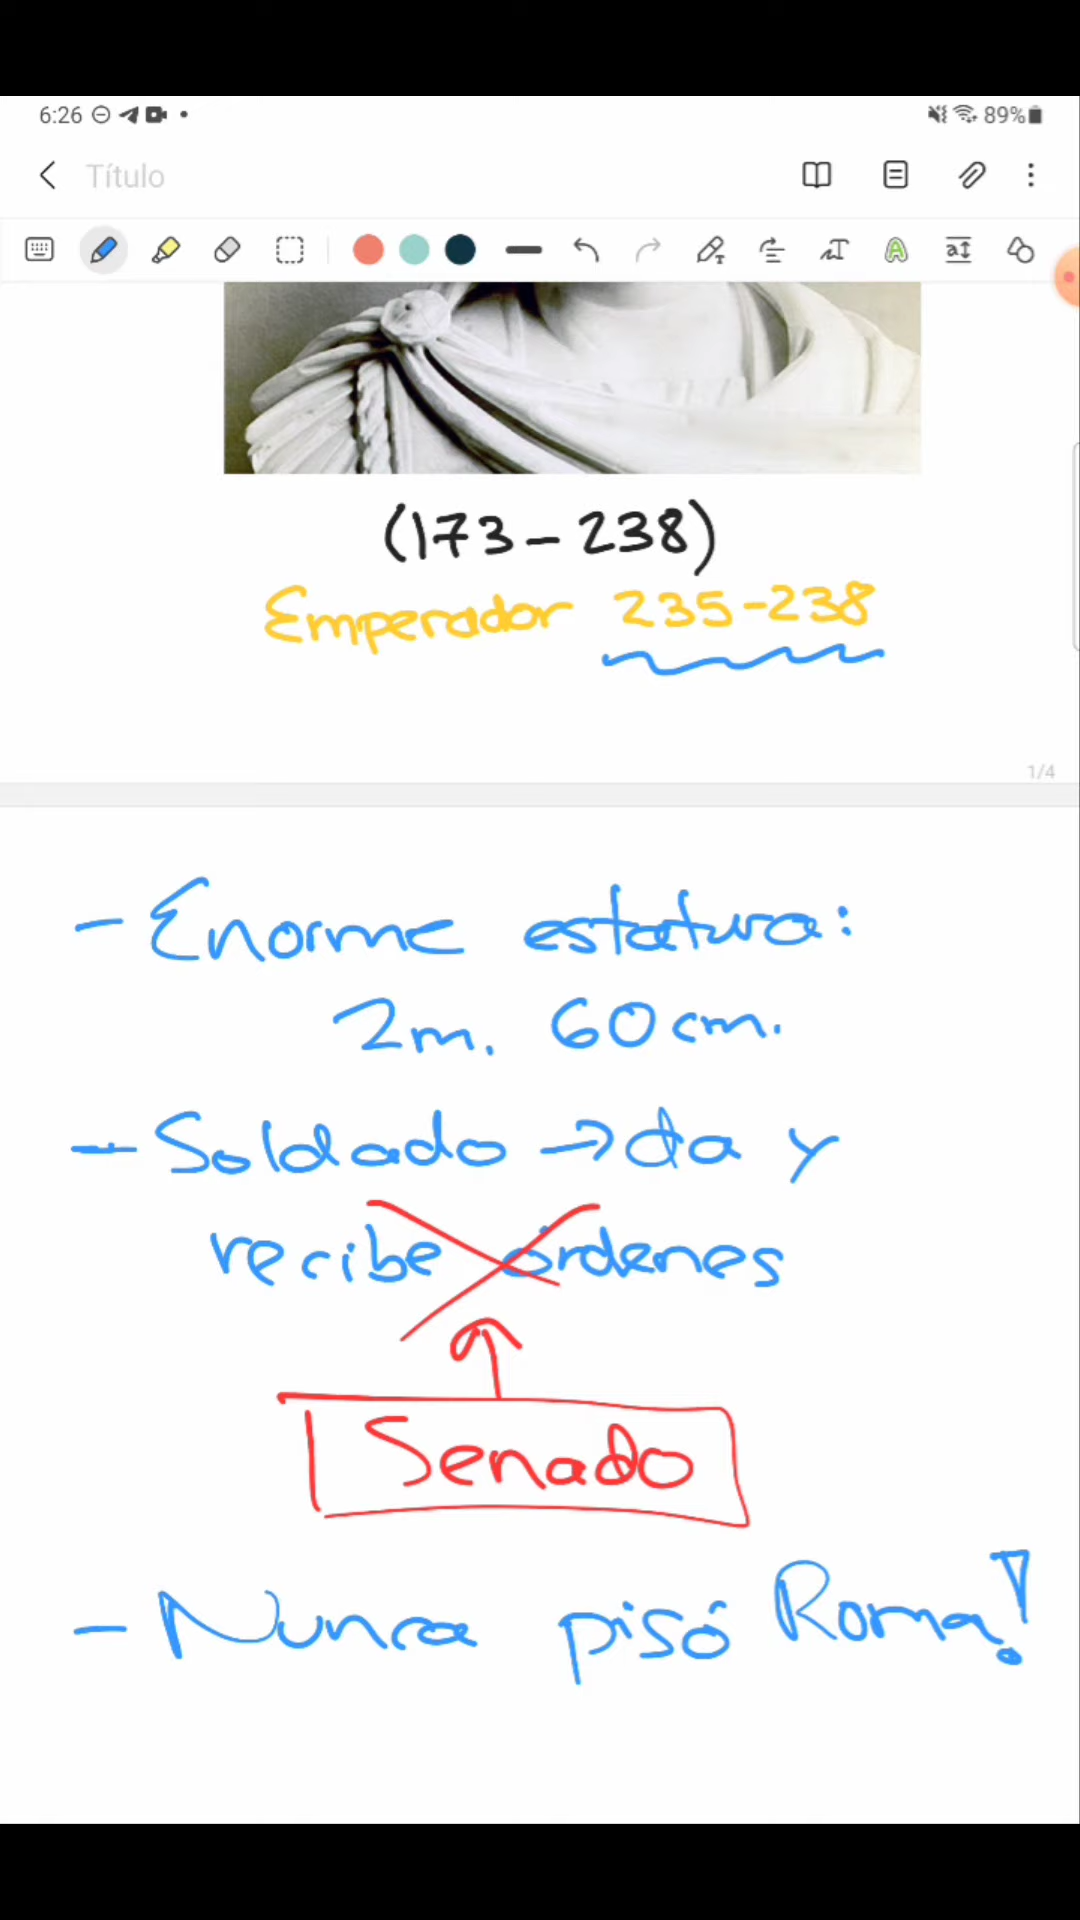 6:26
89%
Título
(173-238)
Emperador 235-238
1/4
- Enorme estatura:
2m. 60cm.
- Soldado → da y
recibe órdenes
Senado
- Nunca pisó Roma!